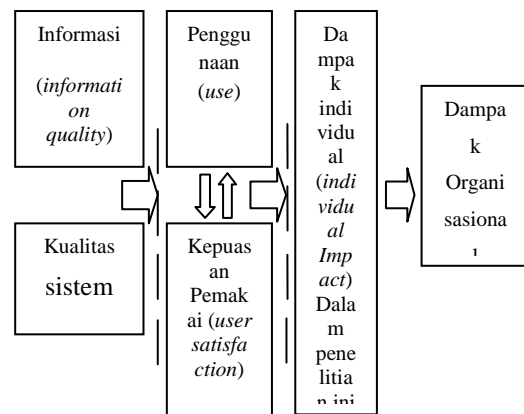 Informasi
(informati
on
quality)
Kualitas
sistem
Penggu
naan
(use)
Kepuas
an
Pemak
ai (user
satisfa
ction)
Da
mpa
k
indi
vidu
al
(indi
vidu
al
Imp
act)
Dala
m
pene
litia
n ini
Dampa
k
Organi
sasiona